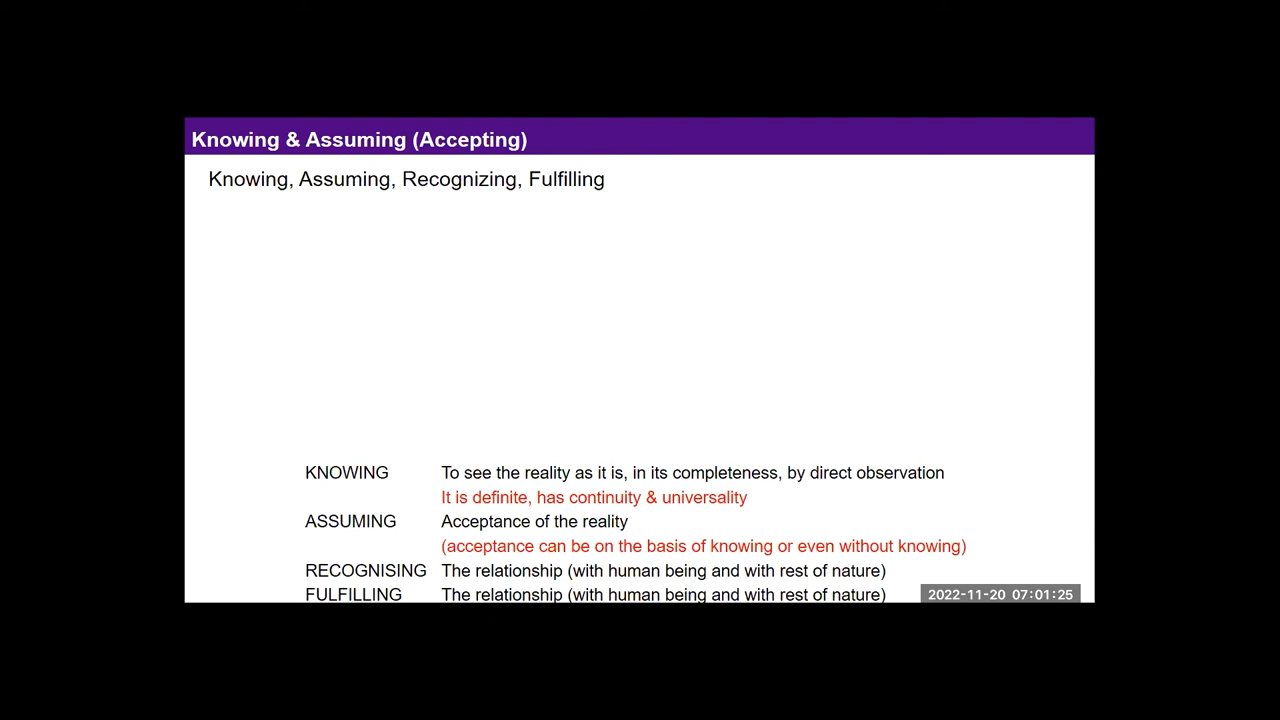 Knowing & Assuming (Accepting)
Knowing, Assuming, Recognizing, Fulfilling
KNOWING To see the reality as it is, in its completeness, by direct observation
It is definite, has continuity & universality
ASSUMING Acceptance of the reality
(acceptance can be on the basis of knowing or even without knowing)
RECOGNISING The relationship (with human being and with rest of nature)
FULFILLING The relationship (with human being and with rest of nature)
2022-11-20 07:01:25